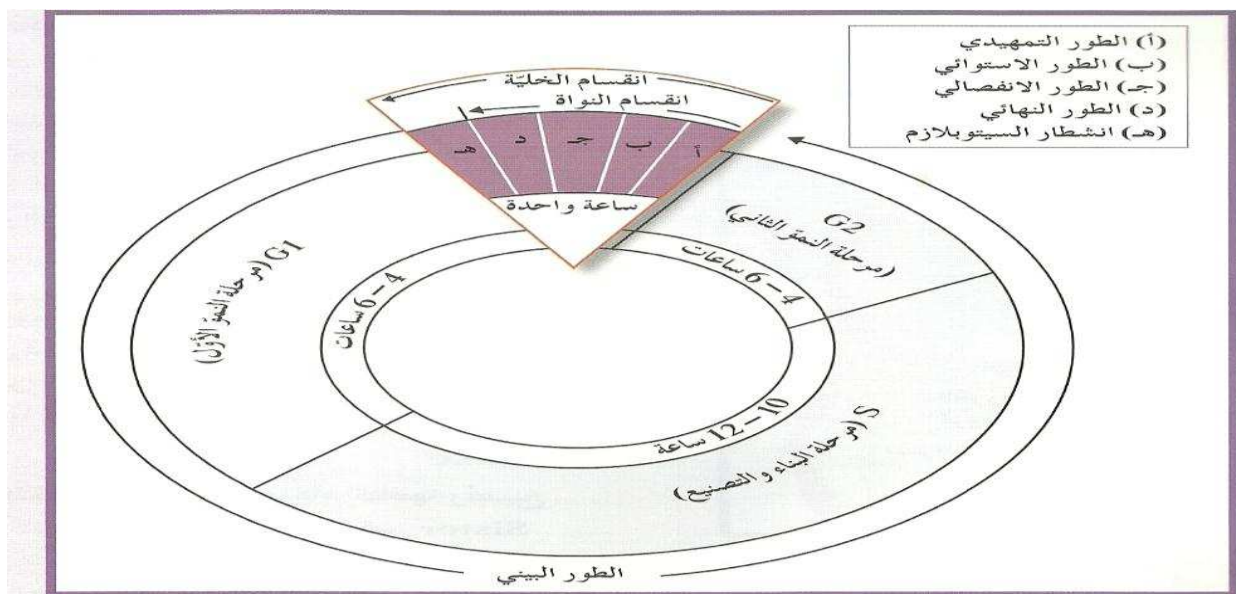 (أ) الطور التمهيدي
(ب) الطور الاستوائي
(جـ) الطور الانفصالي
(د) الطور النهائي
(هـ) انشطار السيتوبلازم
انقسام الخليّة
انقسام النواة
أ
ب
جـ
د
هـ
ساعة واحدة
G2
(مرحلة النموّ الثاني)
4 – 6 ساعات
G1 (مرحلة النموّ الأوّل)
4 – 6 ساعات
S (مرحلة البناء والتصنيع)
10 – 12 ساعة
الطور البيني